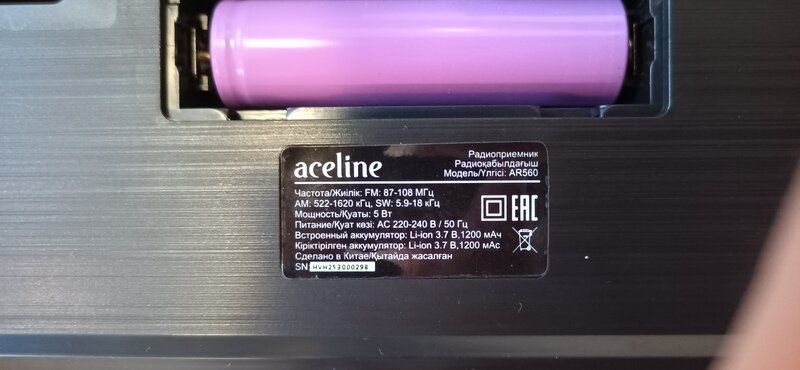 aceline
Радиоприемник
Радиоқабылдағыш
Модель/Үлгісі: AR560
Частота/Жиілік: FM: 87-108 МГц
AM: 522-1620 кГц, SW: 5.9-18 кГц
Мощность/Қуаты: 5 Вт
Питание/Қуат көзі: AC 220-240 В / 50 Гц
Встроенный аккумулятор: Li-ion 3.7 В,1200 мАч
Кіріктірілген аккумулятор: Li-ion 3.7 В,1200 мАс
Сделано в Китае/Қытайда жасалған
SN: HVH253000298
EAC